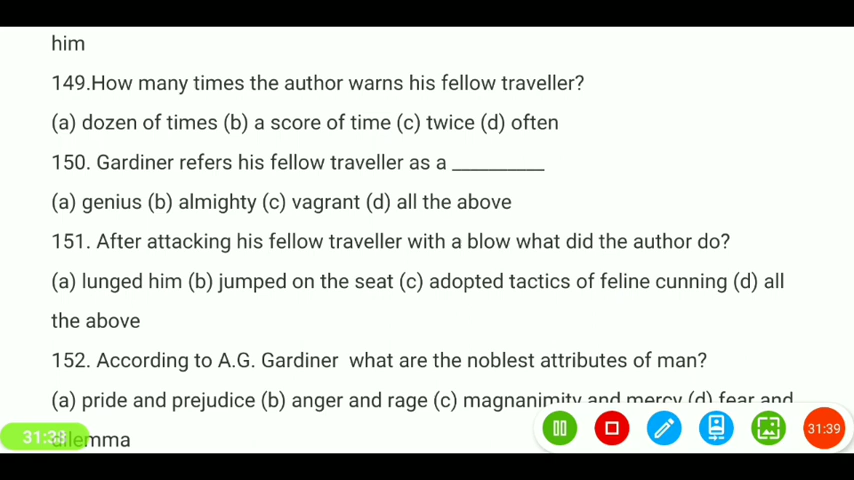 him
149.How many times the author warns his fellow traveller?
(a) dozen of times (b) a score of time (c) twice (d) often
150. Gardiner refers his fellow traveller as a __________
(a) genius (b) almighty (c) vagrant (d) all the above
151. After attacking his fellow traveller with a blow what did the author do?
(a) lunged him (b) jumped on the seat (c) adopted tactics of feline cunning (d) all
the above
152. According to A.G. Gardiner what are the noblest attributes of man?
(a) pride and prejudice (b) anger and rage (c) magnanimity and mercy (d) fear and
dilemma
31:38
31:39